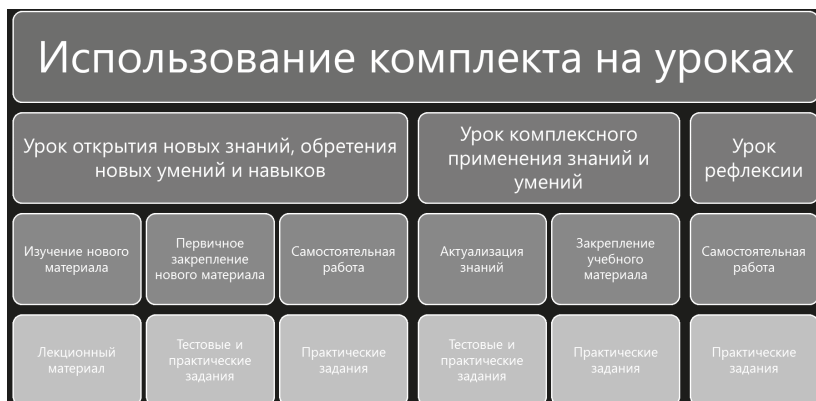 Использование комплекта на уроках
Урок открытия новых знаний, обретения
новых умений и навыков
Урок комплексного
применения знаний и
умений
Урок
рефлексии
Изучение нового
материала
Первичное
закрепление
нового материала
Самостоятельная
работа
Актуализация
знаний
Закрепление
учебного
материала
Самостоятельная
работа
Лекционный
материал
Тестовые и
практические
задания
Практические
задания
Тестовые и
практические
задания
Практические
задания
Практические
задания